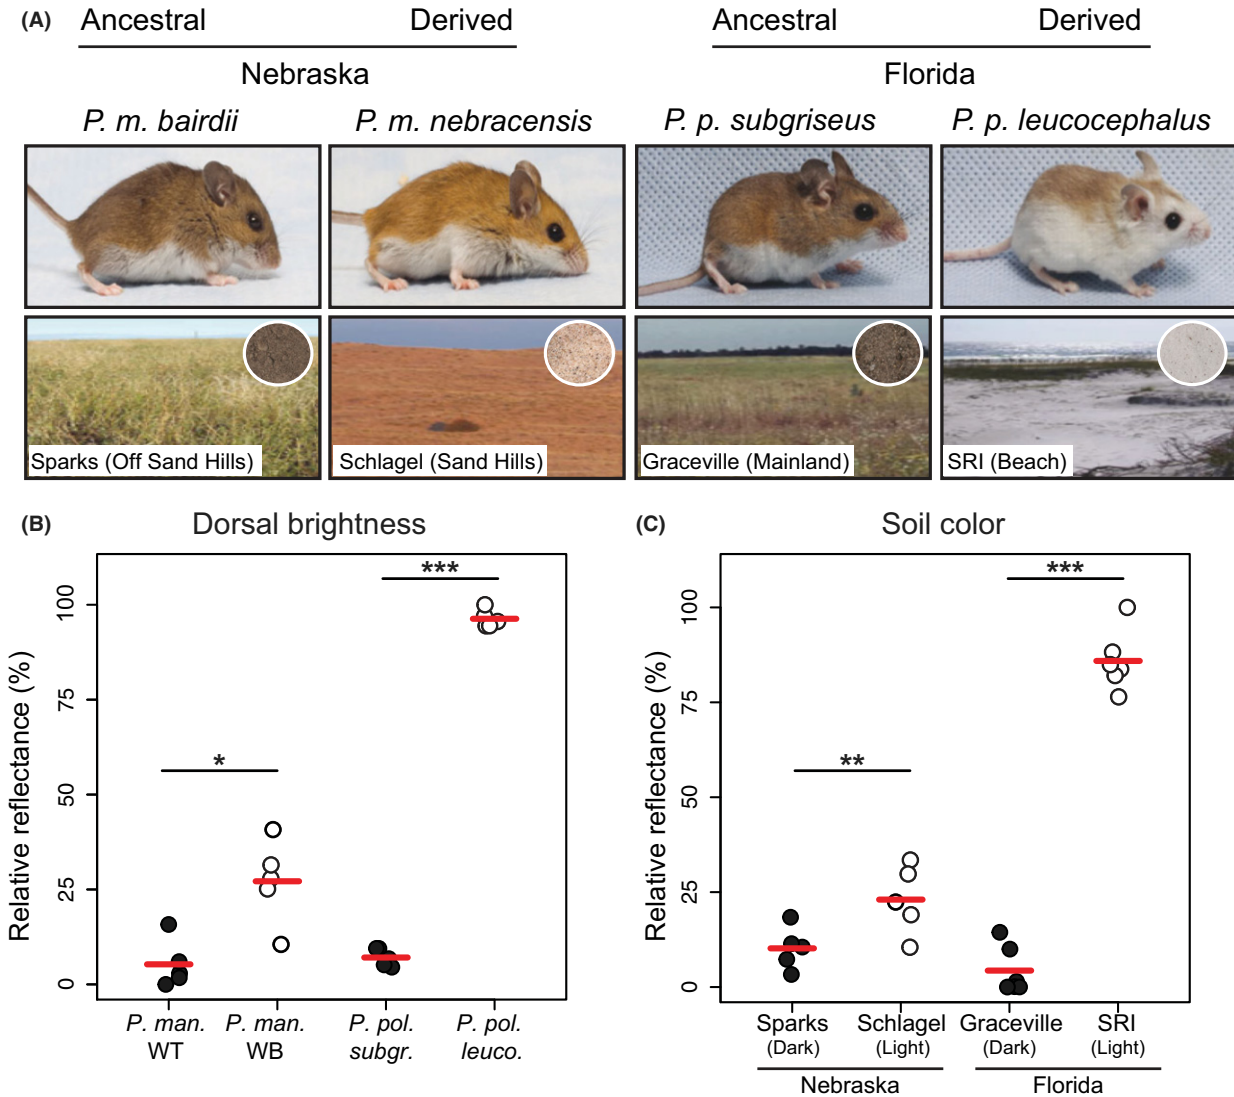 (A) Ancestral Derived Ancestral Derived
Nebraska Florida
P. m. bairdii P. m. nebracensis P. p. subgriseus P. p. leucocephalus
Sparks (Off Sand Hills) Schlagel (Sand Hills) Graceville (Mainland) SRI (Beach)
(B) Dorsal brightness
Relative reflectance (%)
100
75
50
25
0
*
***
P. man. WT
P. man. WB
P. pol. subgr.
P. pol. leuco.
(C) Soil color
Relative reflectance (%)
100
75
50
25
0
**
***
Sparks Schlagel Graceville SRI
(Dark) (Light) (Dark) (Light)
Nebraska Florida